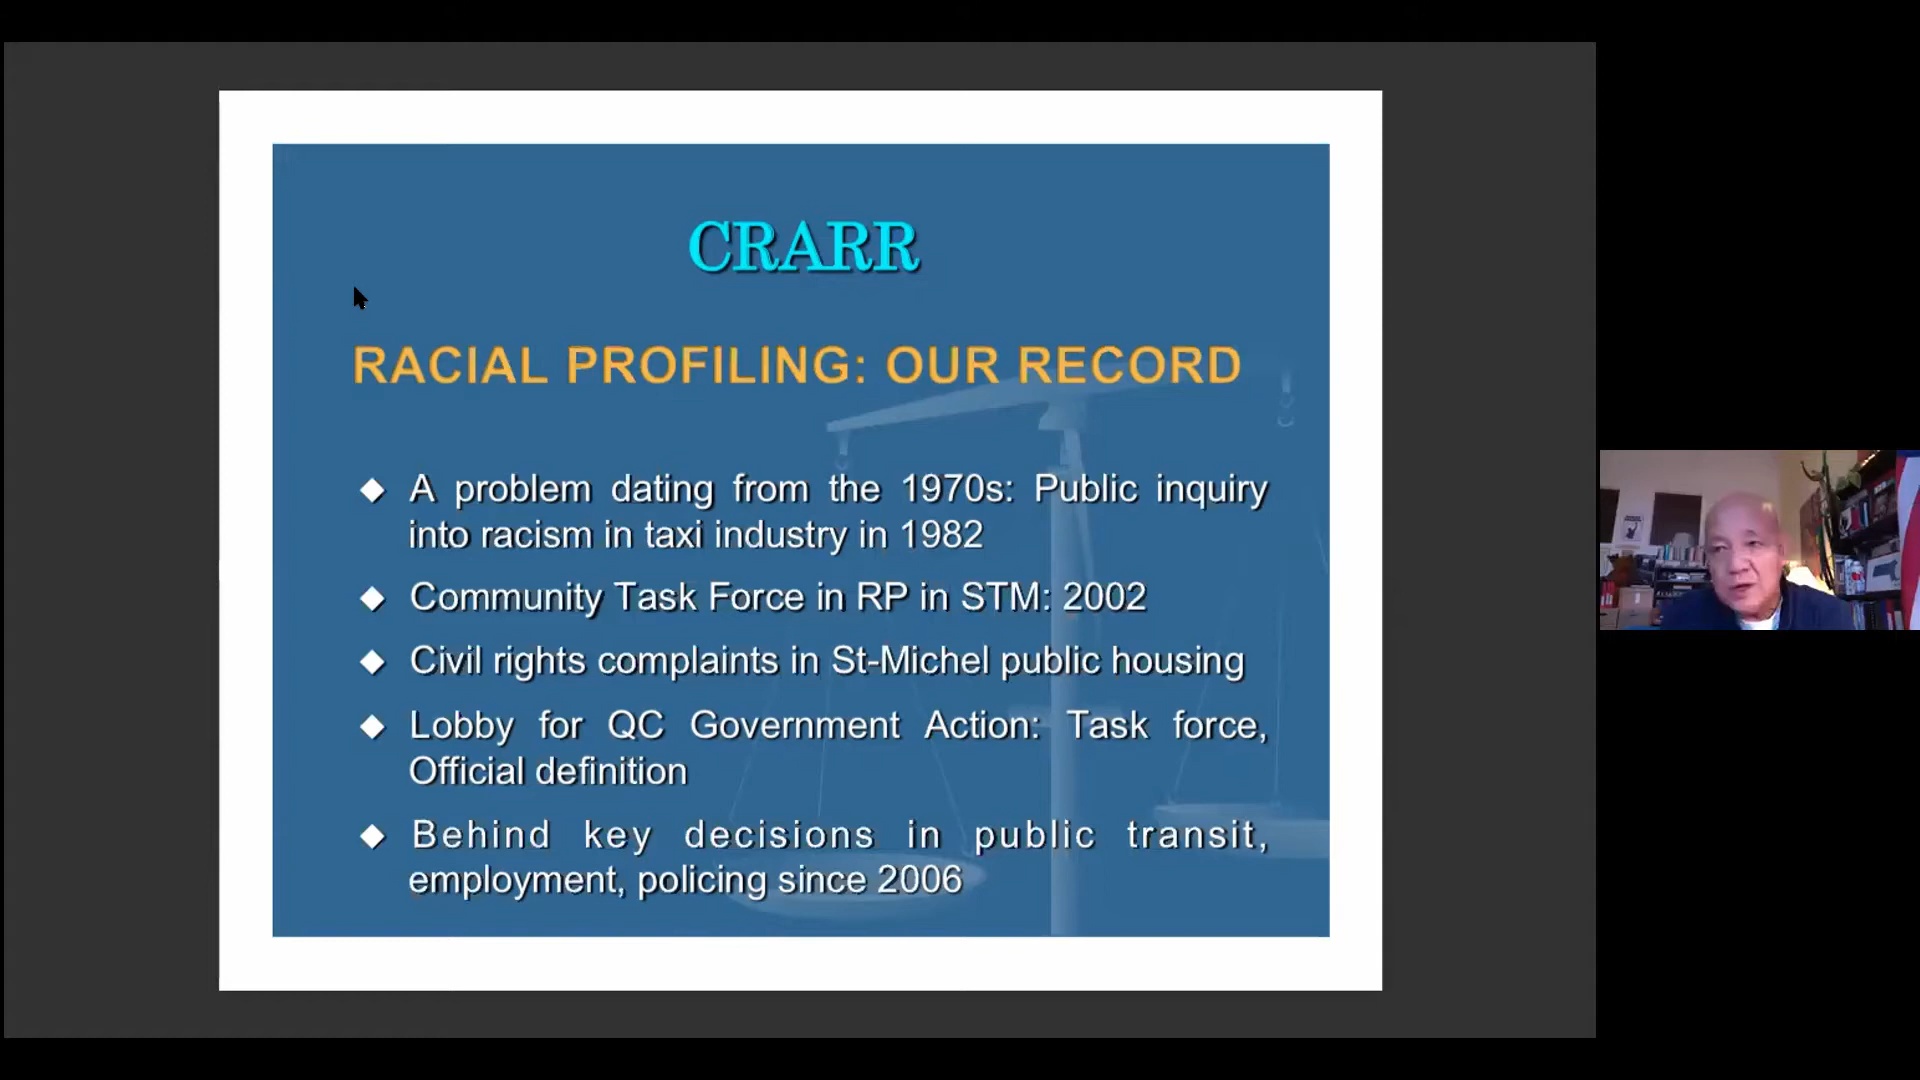 CRARR
RACIAL PROFILING: OUR RECORD
A problem dating from the 1970s: Public inquiry
into racism in taxi industry in 1982
Community Task Force in RP in STM: 2002
Civil rights complaints in St-Michel public housing
Lobby for QC Government Action: Task force,
Official definition
Behind key decisions in public transit,
employment, policing since 2006